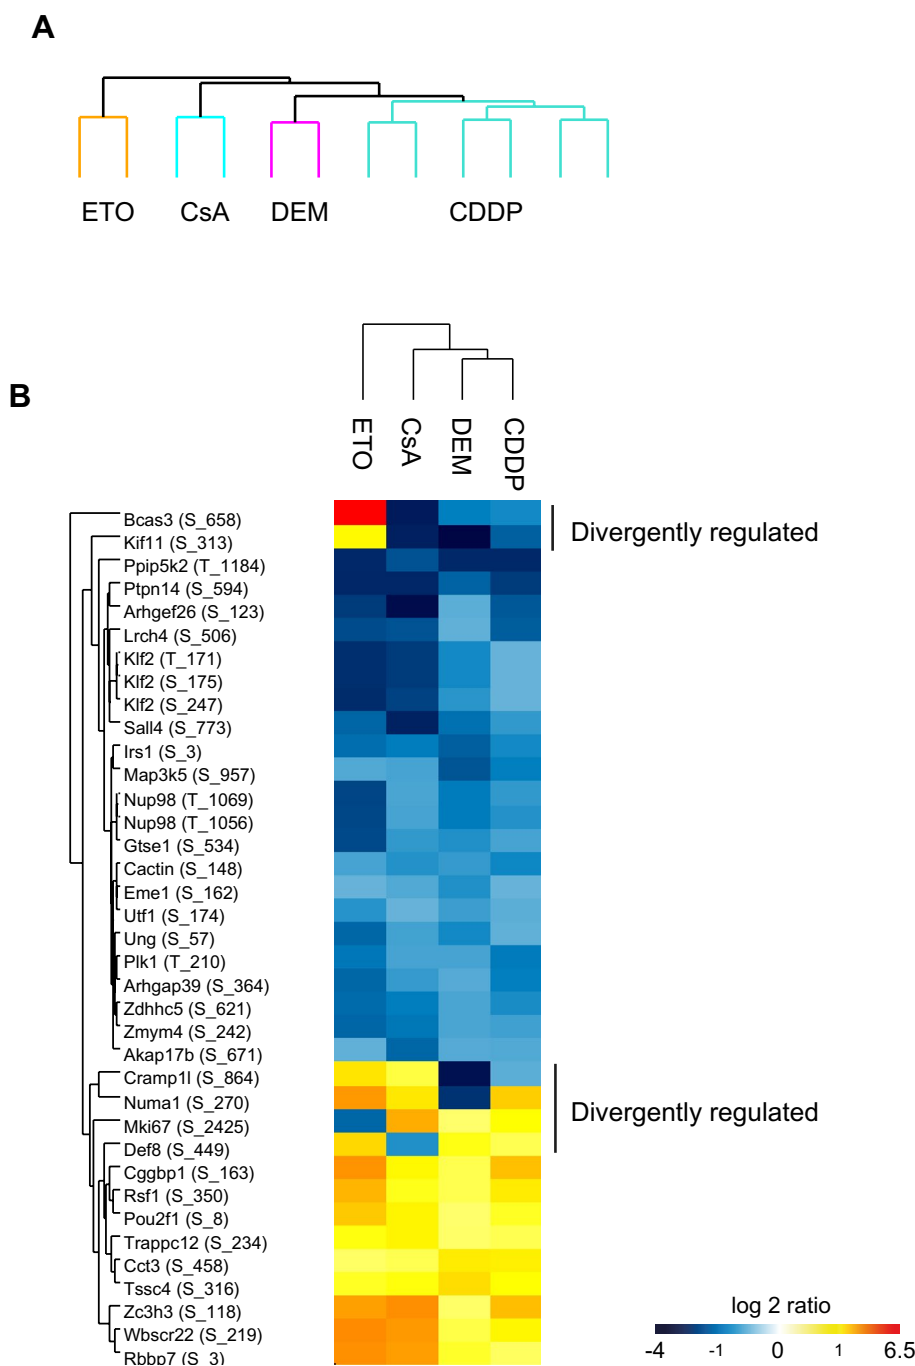 A
ETO CsA DEM CDDP
B
ETO CsA DEM CDDP
Bcas3 (S_658)
Kif11 (S_313)
Divergently regulated
Ppip5k2 (T_1184)
Ptpn14 (S_594)
Arhgef26 (S_123)
Lrch4 (S_506)
Klf2 (T_171)
Klf2 (S_175)
Klf2 (S_247)
Sall4 (S_773)
Irs1 (S_3)
Map3k5 (S_957)
Nup98 (T_1069)
Nup98 (T_1056)
Gtse1 (S_534)
Cactin (S_148)
Eme1 (S_162)
Utf1 (S_174)
Ung (S_57)
Plk1 (T_210)
Arhgap39 (S_364)
Zdhhc5 (S_621)
Zmym4 (S_242)
Akap17b (S_671)
Cramp1l (S_864)
Numa1 (S_270)
Divergently regulated
Mki67 (S_2425)
Def8 (S_449)
Cggbp1 (S_163)
Rsf1 (S_350)
Pou2f1 (S_8)
Trappc12 (S_234)
Cct3 (S_458)
Tssc4 (S_316)
Zc3h3 (S_118)
Wbscr22 (S_219)
Rbbp7 (S_3)
log 2 ratio
-4 -1 0 1 6.5